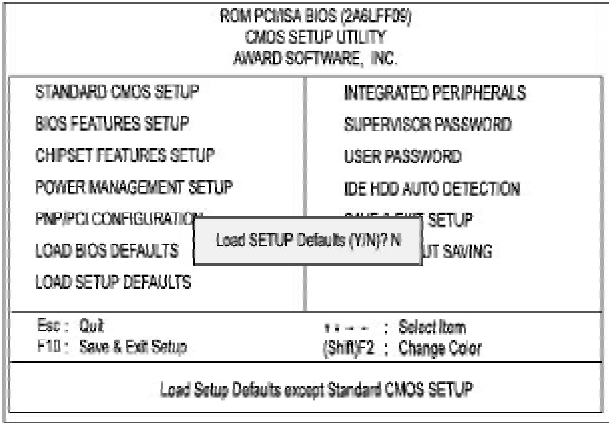 ROM PCI/ISA BIOS (2A6LFF09)
CMOS SETUP UTILITY
AWARD SOFTWARE, INC.
STANDARD CMOS SETUP
BIOS FEATURES SETUP
CHIPSET FEATURES SETUP
POWER MANAGEMENT SETUP
PNP/PCI CONFIGURATION
LOAD BIOS DEFAULTS
LOAD SETUP DEFAULTS
INTEGRATED PERIPHERALS
SUPERVISOR PASSWORD
USER PASSWORD
IDE HDD AUTO DETECTION
SETUP
SAVING
Load SETUP Defaults (Y/N)? N
Esc : Quit
F10 : Save & Exit Setup
: Select Item
(Shift)F2 : Change Color
Load Setup Defaults except Standard CMOS SETUP